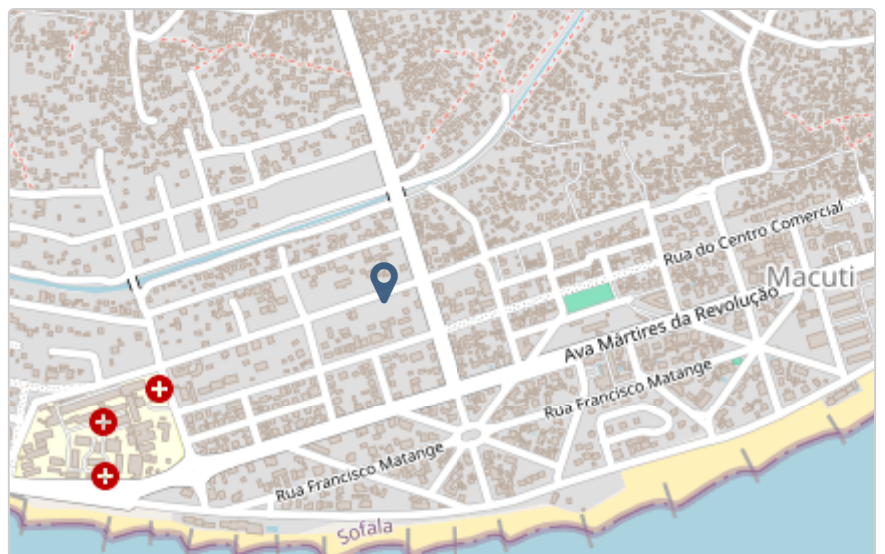 Rua do Centro Comercial
Macuti
Ava Mártires da Revolução
Rua Francisco Matange
Rua Francisco Matange
Sofala